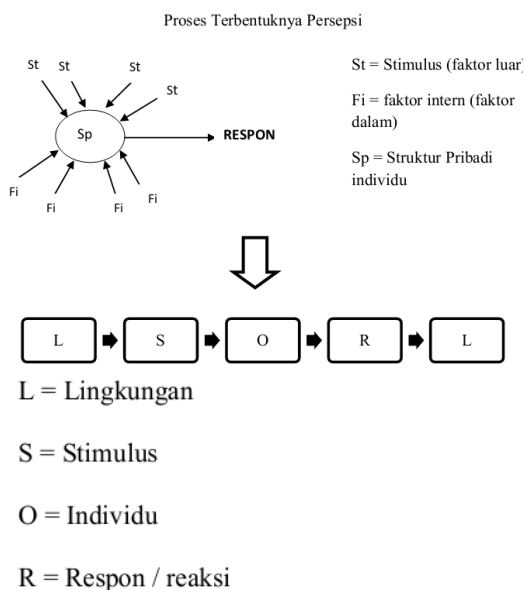 Proses Terbentuknya Persepsi
St St St St
St = Stimulus (faktor luar)
Sp
RESPON
Fi = faktor intern (faktor
dalam)
Sp = Struktur Pribadi
individu
Fi Fi Fi Fi
L S O R L
L = Lingkungan
S = Stimulus
O = Individu
R = Respon / reaksi